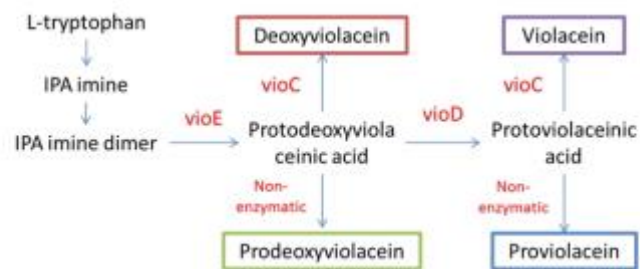 L-tryptophan
IPA imine
IPA imine dimer
vioE
Deoxyviolacein
vioC
Protodeoxyviola
ceinic acid
Non-
enzymatic
Prodeoxyviolacein
vioD
Violacein
vioC
Protoviolaceinic
acid
Non-
enzymatic
Proviolacein